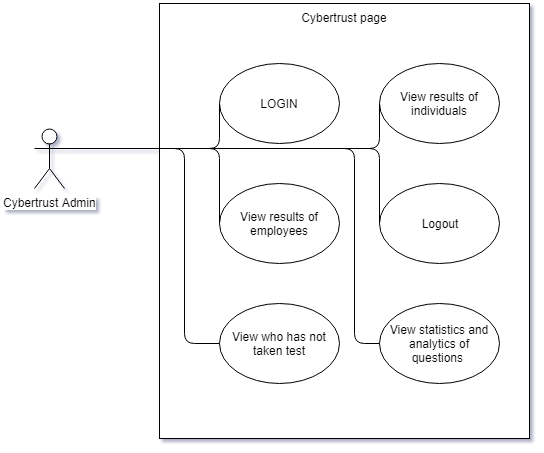 Cybertrust page
LOGIN
View results of
individuals
Cybertrust Admin
View results of
employees
Logout
View who has not
taken test
View statistics and
analytics of
questions